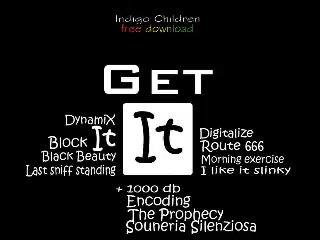 Indigo Children
free download
GET
It
DynamiX
Block It
Black Beauty
Last sniff standing
Digitalize
Route 666
Morning exercise
I like it slinky
+ 1000 db
Encoding
The Prophecy
Souneria Silenziosa